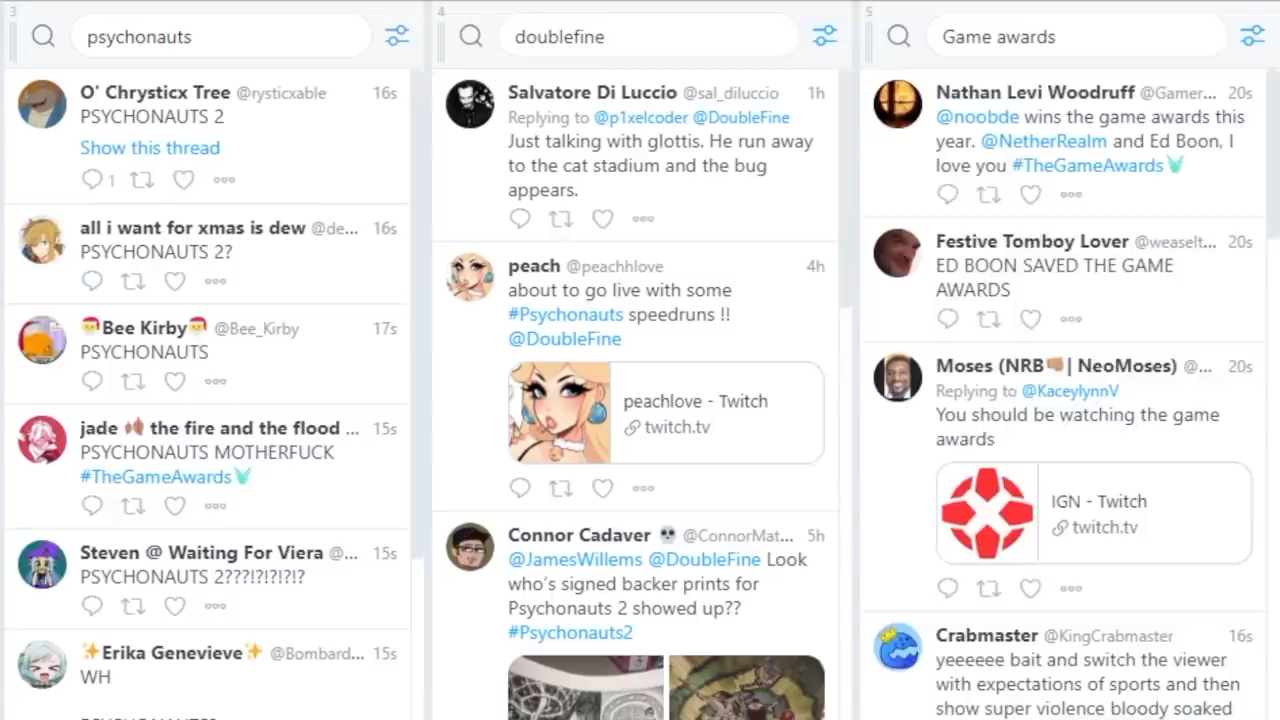 3
psychonauts
O' Chrysticx Tree @rysticxable 16s
PSYCHONAUTS 2
Show this thread
1
all i want for xmas is dew @de... 16s
PSYCHONAUTS 2?
🎅Bee Kirby🎅 @Bee_Kirby 17s
PSYCHONAUTS
jade the fire and the flood ... 15s
PSYCHONAUTS MOTHERFUCK
#TheGameAwards
Steven @ Waiting For Viera @... 15s
PSYCHONAUTS 2???!?!?!?!?
✨Erika Genevieve✨ @Bombard... 15s
WH
4
doublefine
Salvatore Di Luccio @sal_diluccio 1h
Replying to @p1xelcoder @DoubleFine
Just talking with glottis. He run away
to the cat stadium and the bug
appears.
peach @peachhlove 4h
about to go live with some
#Psychonauts speedruns !!
@DoubleFine
peachlove - Twitch
twitch.tv
Connor Cadaver 💀 @ConnorMat... 5h
@JamesWillems @DoubleFine Look
who's signed backer prints for
Psychonauts 2 showed up??
#Psychonauts2
5
Game awards
Nathan Levi Woodruff @Gamer... 20s
@noobde wins the game awards this
year. @NetherRealm and Ed Boon, I
love you #TheGameAwards
Festive Tomboy Lover @weaselt... 20s
ED BOON SAVED THE GAME
AWARDS
Moses (NRB👊🏽| NeoMoses) @... 20s
Replying to @KaceylynnV
You should be watching the game
awards
IGN - Twitch
twitch.tv
Crabmaster @KingCrabmaster 16s
yeeeeee bait and switch the viewer
with expectations of sports and then
show super violence bloody soaked